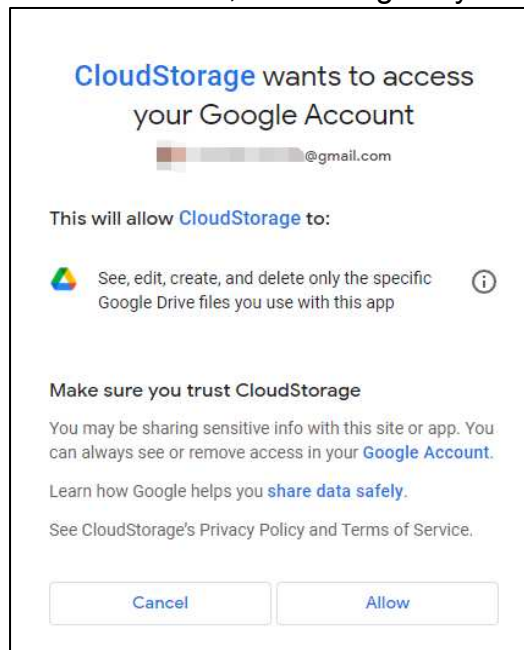 CloudStorage wants to access
your Google Account
@gmail.com
This will allow CloudStorage to:
See, edit, create, and delete only the specific
Google Drive files you use with this app
Make sure you trust CloudStorage
You may be sharing sensitive info with this site or app. You
can always see or remove access in your Google Account.
Learn how Google helps you share data safely.
See CloudStorage's Privacy Policy and Terms of Service.
Cancel
Allow